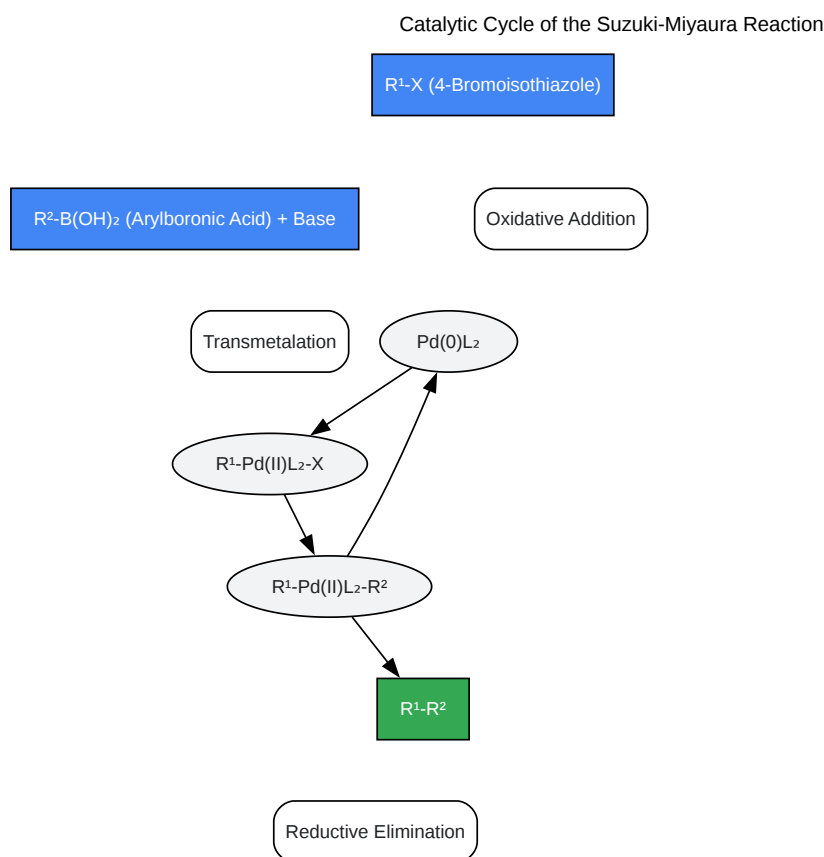 Catalytic Cycle of the Suzuki-Miyaura Reaction
R¹-X (4-Bromoisothiazole)
R²-B(OH)₂ (Arylboronic Acid) + Base
Oxidative Addition
Transmetalation
Pd(0)L₂
R¹-Pd(II)L₂-X
R¹-Pd(II)L₂-R²
R¹-R²
Reductive Elimination